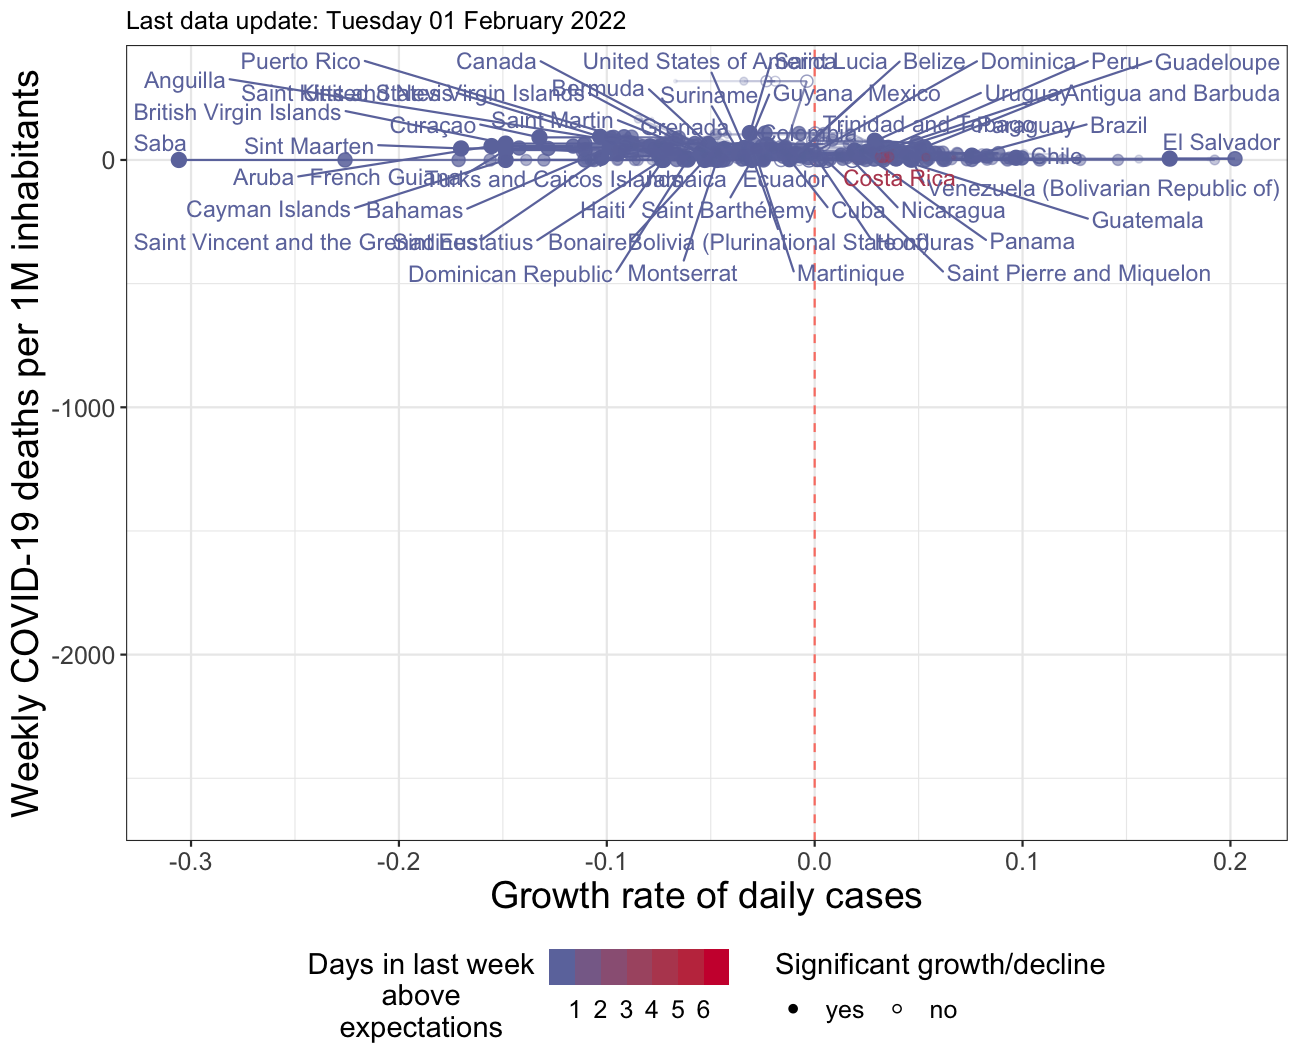 Last data update: Tuesday 01 February 2022
Puerto Rico Canada United States of America Saint Lucia Belize Dominica Peru Guadeloupe
Anguilla Bermuda
Saint Kitts and Nevis United States Virgin Islands Suriname Guyana Mexico Uruguay Antigua and Barbuda
British Virgin Islands Curaçao Saint Martin Grenada Colombia Trinidad and Tobago Paraguay Brazil
Saba Sint Maarten Chile El Salvador
Aruba French Guiana Turks and Caicos Islands Jamaica Ecuador Costa Rica Venezuela (Bolivarian Republic of)
Cayman Islands Bahamas Haiti Saint Barthélemy Cuba Nicaragua Guatemala
Saint Vincent and the Grenadines Sint Eustatius Bonaire Bolivia (Plurinational State of) Honduras Panama
Dominican Republic Montserrat Martinique Saint Pierre and Miquelon
Weekly COVID-19 deaths per 1M inhabitants
0
-1000
-2000
-0.3 -0.2 -0.1 0.0 0.1 0.2
Growth rate of daily cases
Days in last week
above
expectations
1 2 3 4 5 6
Significant growth/decline
yes no